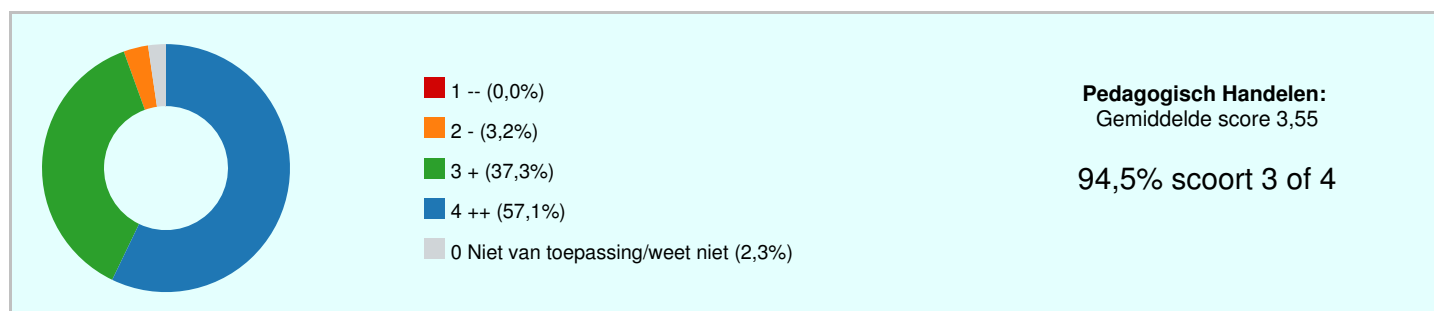 1 -- (0,0%)
2 - (3,2%)
3 + (37,3%)
4 ++ (57,1%)
0 Niet van toepassing/weet niet (2,3%)
Pedagogisch Handelen:
Gemiddelde score 3,55
94,5% scoort 3 of 4